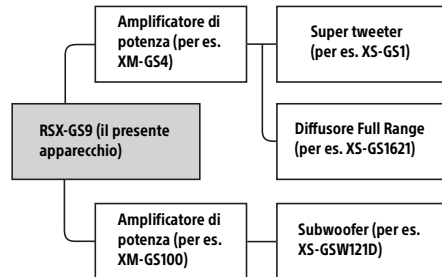 Amplificatore di
potenza (per es.
XM-GS4)
Super tweeter
(per es. XS-GS1)
RSX-GS9 (il presente
apparecchio)
Diffusore Full Range
(per es. XS-GS1621)
Amplificatore di
potenza (per es.
XM-GS100)
Subwoofer (per es.
XS-GSW121D)